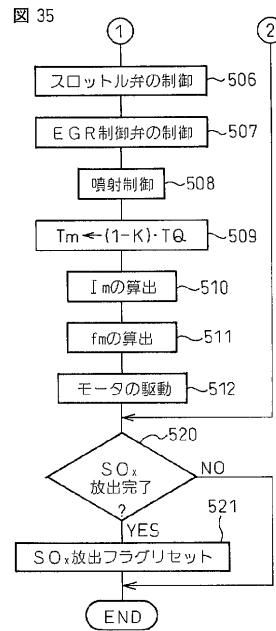 図 35
1
2
スロットル弁の制御
506
EGR制御弁の制御
507
噴射制御
508
Tm←(1-K)・TQ
509
Imの算出
510
fmの算出
511
モータの駆動
512
520
SOx
放出完了
?
NO
YES
521
SOx放出フラグリセット
END